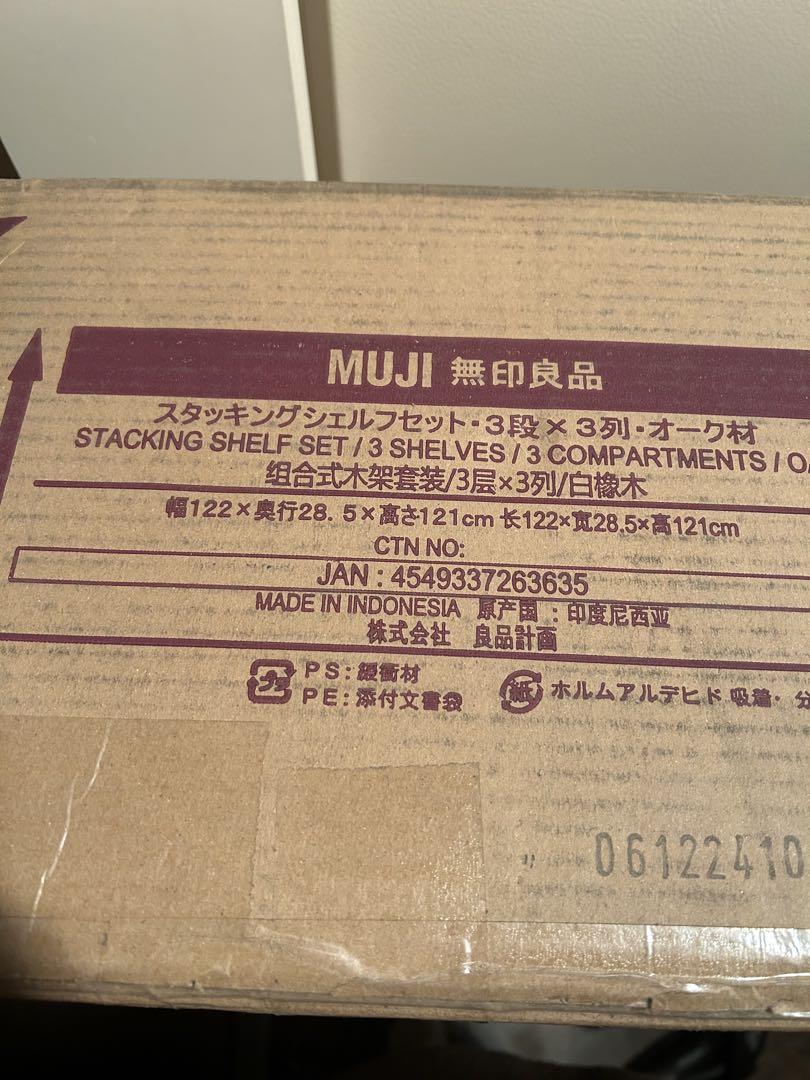 MUJI 無印良品
スタッキングシェルフセット・3段×3列・オーク材
STACKING SHELF SET / 3 SHELVES / 3 COMPARTMENTS /
组合式木架套装/3层×3列/白橡木
幅122×奥行28.5×高さ121cm 长122×宽28.5×高121cm
CTN NO:
JAN : 4549337263635
MADE IN INDONESIA 原产国 : 印度尼西亚
株式会社 良品計画
プラ PS:緩衝材
PE:添付文書袋
紙 ホルムアルデヒド 吸着・分
06122410